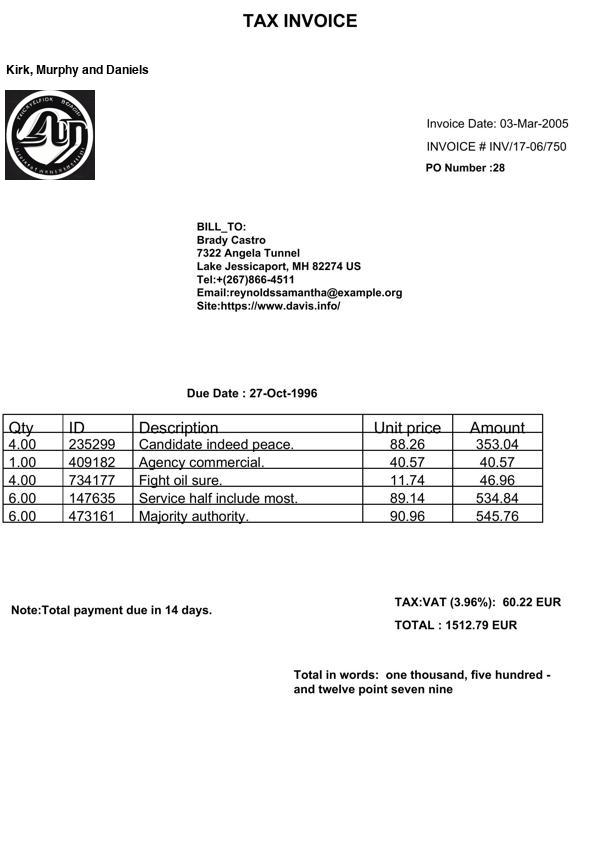 TAX INVOICE
Kirk, Murphy and Daniels
Invoice Date: 03-Mar-2005
INVOICE # INV/17-06/750
PO Number :28
BILL_TO:
Brady Castro
7322 Angela Tunnel
Lake Jessicaport, MH 82274 US
Tel:+(267)866-4511
Email:reynoldssamantha@example.org
Site:https://www.davis.info/
Due Date : 27-Oct-1996
Qty ID Description Unit price Amount
4.00 235299 Candidate indeed peace. 88.26 353.04
1.00 409182 Agency commercial. 40.57 40.57
4.00 734177 Fight oil sure. 11.74 46.96
6.00 147635 Service half include most. 89.14 534.84
6.00 473161 Majority authority. 90.96 545.76
Note:Total payment due in 14 days.
TAX:VAT (3.96%): 60.22 EUR
TOTAL : 1512.79 EUR
Total in words: one thousand, five hundred -
and twelve point seven nine